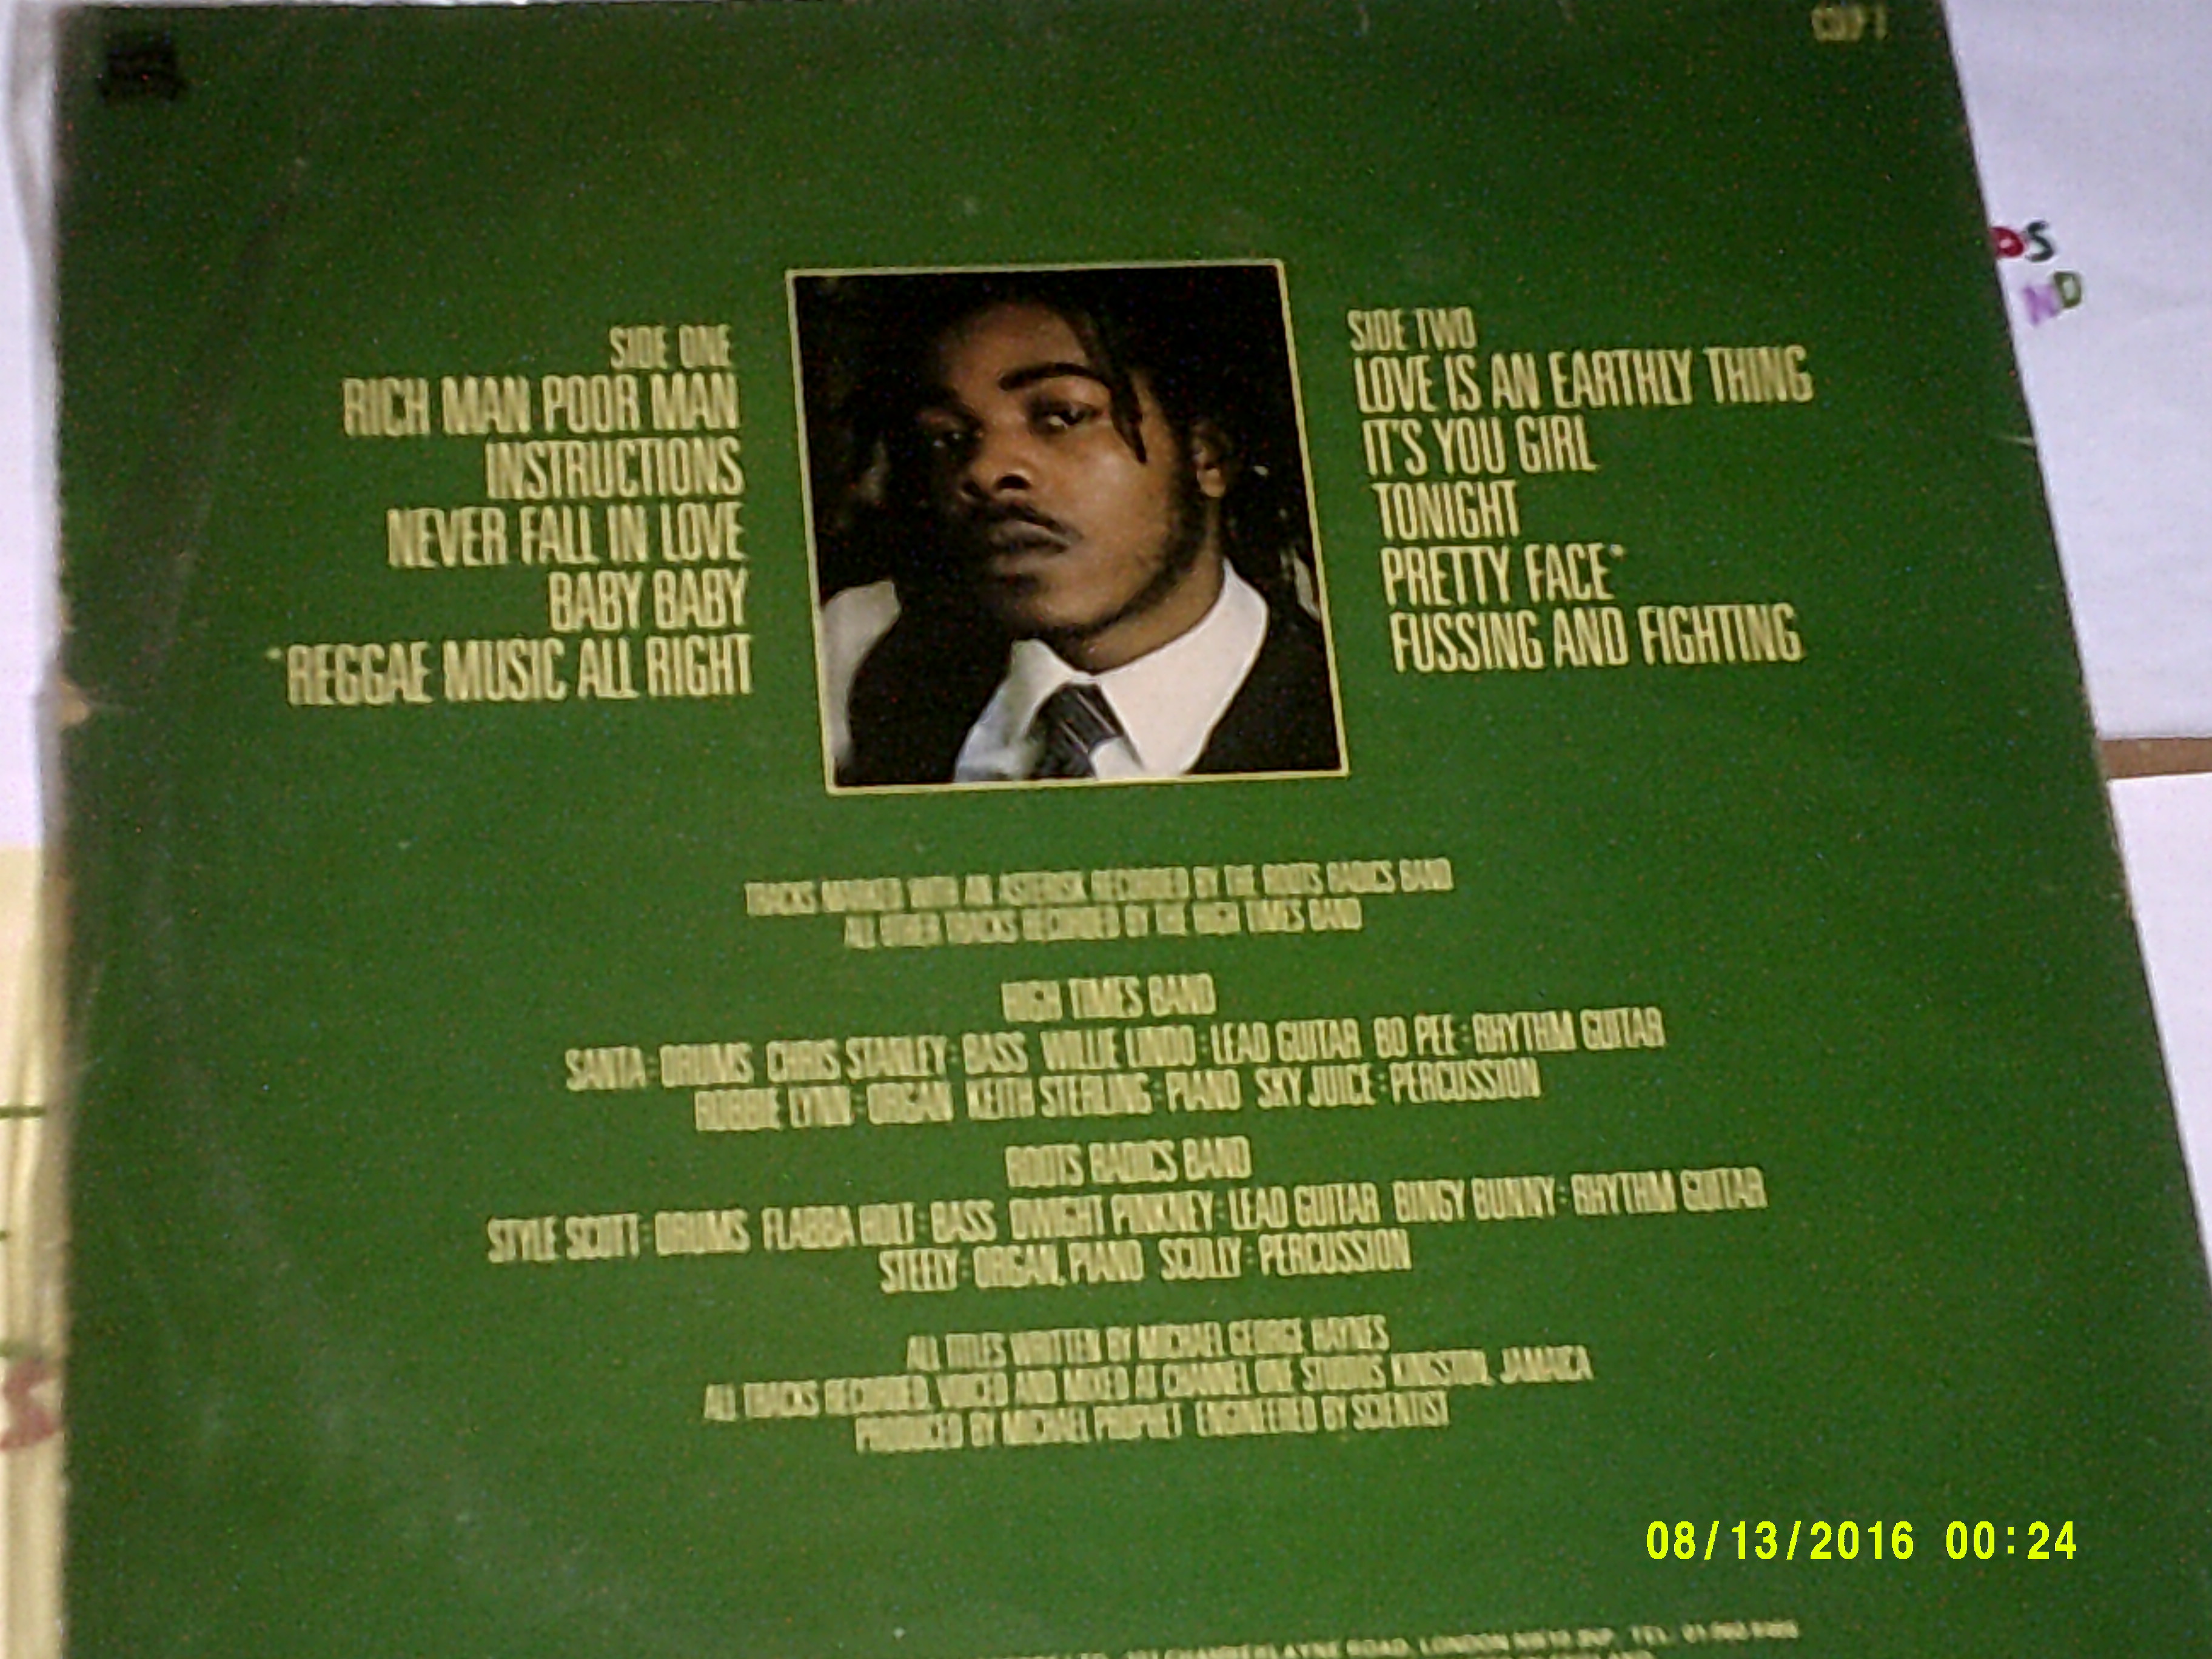 SIDE ONE
RICH MAN POOR MAN
INSTRUCTIONS
NEVER FALL IN LOVE
BABY BABY
*REGGAE MUSIC ALL RIGHT
SIDE TWO
LOVE IS AN EARTHLY THING
IT'S YOU GIRL
TONIGHT
PRETTY FACE*
FUSSING AND FIGHTING
TRACKS MARKED WITH AN ASTERISK RECORDED BY THE ROOTS RADICS BAND
ALL OTHER TRACKS RECORDED BY THE HIGH TIMES BAND
HIGH TIMES BAND
SANTA: DRUMS CHRIS STANLEY: BASS WILLIE LINDO: LEAD GUITAR BO PEE: RHYTHM GUITAR
ROBBIE LYNN: ORGAN KEITH STERLING: PIANO SKY JUICE: PERCUSSION
ROOTS RADICS BAND
STYLE SCOTT: DRUMS FLABBA HOLT: BASS DWIGHT PINKNEY: LEAD GUITAR BINGY BUNNY: RHYTHM GUITAR
STEELY: ORGAN, PIANO SCULLY: PERCUSSION
ALL TITLES WRITTEN BY MICHAEL GEORGE HAYNES
ALL TRACKS RECORDED, VOICED AND MIXED AT CHANNEL ONE STUDIOS KINGSTON, JAMAICA
PRODUCED BY MICHAEL PROPHET ENGINEERED BY SCIENTIST
08/13/2016 00:24
CHAMBERLAYNE ROAD, LONDON